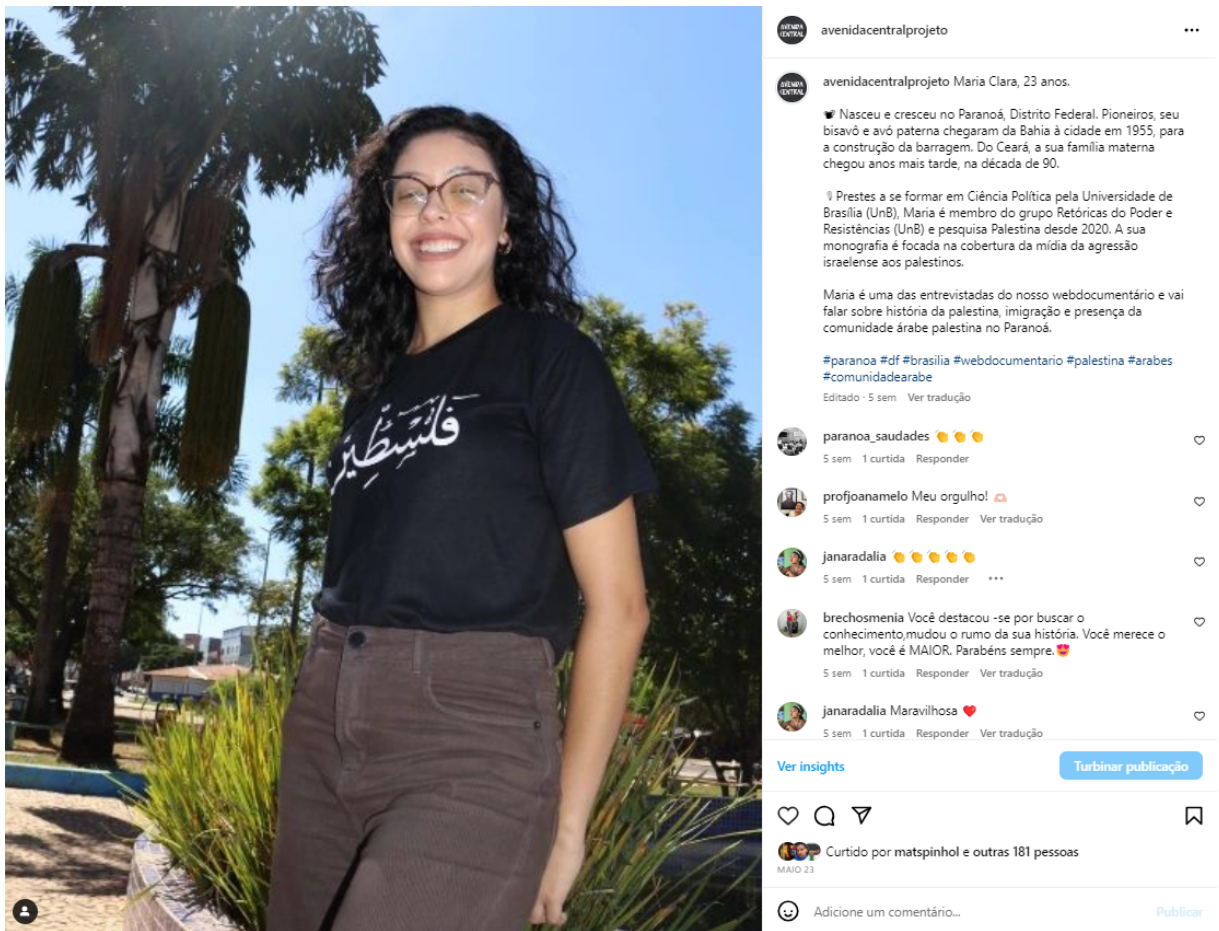 فلسطين
AVENIDA
CENTRAL
avenidacentralprojeto
AVENIDA
CENTRAL
avenidacentralprojeto Maria Clara, 23 anos.
Nasceu e cresceu no Paranoá, Distrito Federal. Pioneiros, seu
bisavô e avó paterna chegaram da Bahia à cidade em 1955, para
a construção da barragem. Do Ceará, a sua família materna
chegou anos mais tarde, na década de 90.
Prestes a se formar em Ciência Política pela Universidade de
Brasília (UnB), Maria é membro do grupo Retóricas do Poder e
Resistências (UnB) e pesquisa Palestina desde 2020. A sua
monografia é focada na cobertura da mídia da agressão
israelense aos palestinos.
Maria é uma das entrevistadas do nosso webdocumentário e vai
falar sobre história da palestina, imigração e presença da
comunidade árabe palestina no Paranoá.
#paranoa #df #brasilia #webdocumentario #palestina #arabes
#comunidadearabe
Editado · 5 sem Ver tradução
paranoa_saudades 👏👏👏
5 sem 1 curtida Responder
profjoanamelo Meu orgulho! 🫶🏼
5 sem 1 curtida Responder Ver tradução
janaradalia 👏👏👏👏👏
5 sem 1 curtida Responder
brechosmenia Você destacou -se por buscar o
conhecimento,mudou o rumo da sua história. Você merece o
melhor, você é MAIOR. Parabéns sempre.😍
5 sem 1 curtida Responder Ver tradução
janaradalia Maravilhosa ❤️
5 sem 1 curtida Responder Ver tradução
Ver insights
Turbinar publicação
Curtido por matspinhol e outras 181 pessoas
MAIO 23
Adicione um comentário...
Publicar